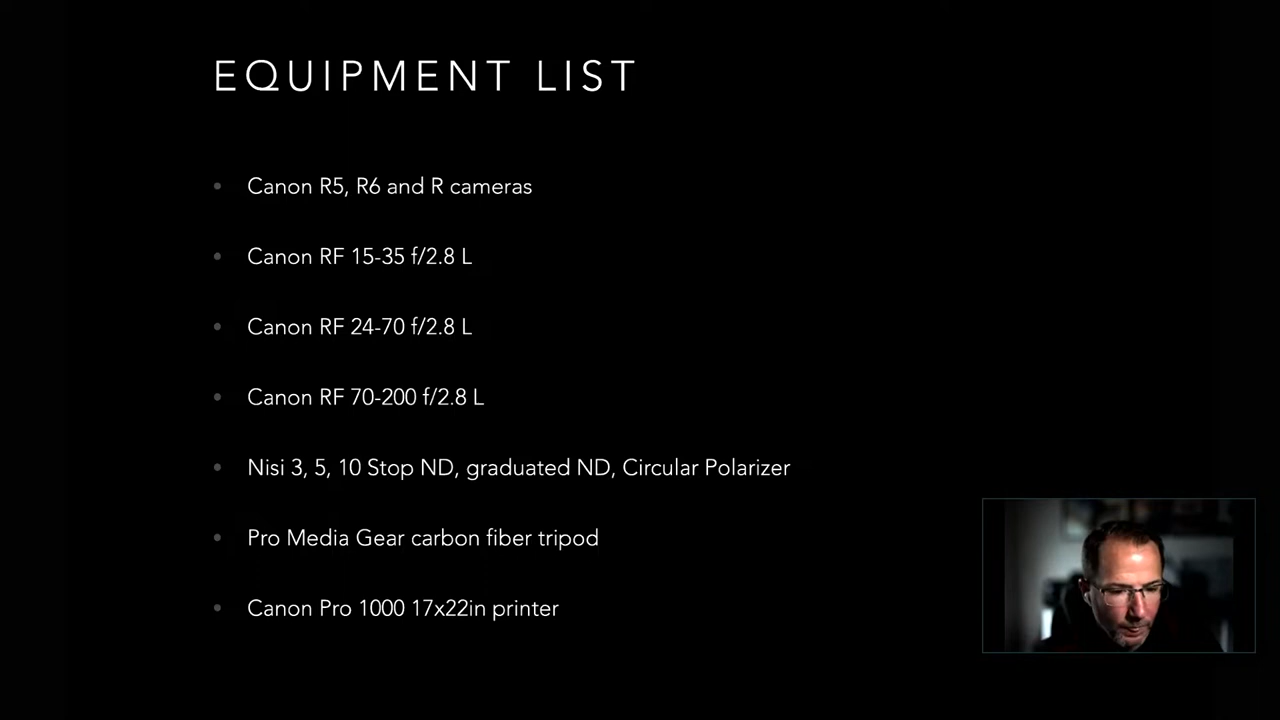 EQUIPMENT LIST
Canon R5, R6 and R cameras
Canon RF 15-35 f/2.8 L
Canon RF 24-70 f/2.8 L
Canon RF 70-200 f/2.8 L
Nisi 3, 5, 10 Stop ND, graduated ND, Circular Polarizer
Pro Media Gear carbon fiber tripod
Canon Pro 1000 17x22in printer